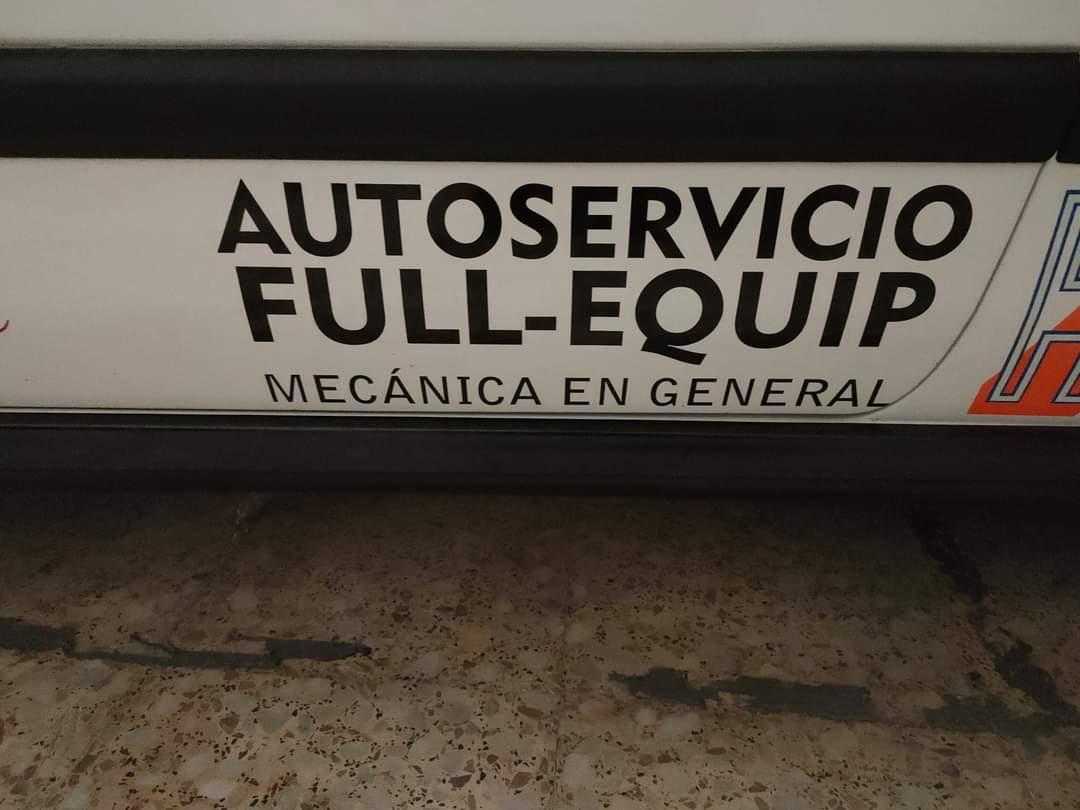 AUTOSERVICIO
FULL-EQUIP
MECÁNICA EN GENERAL